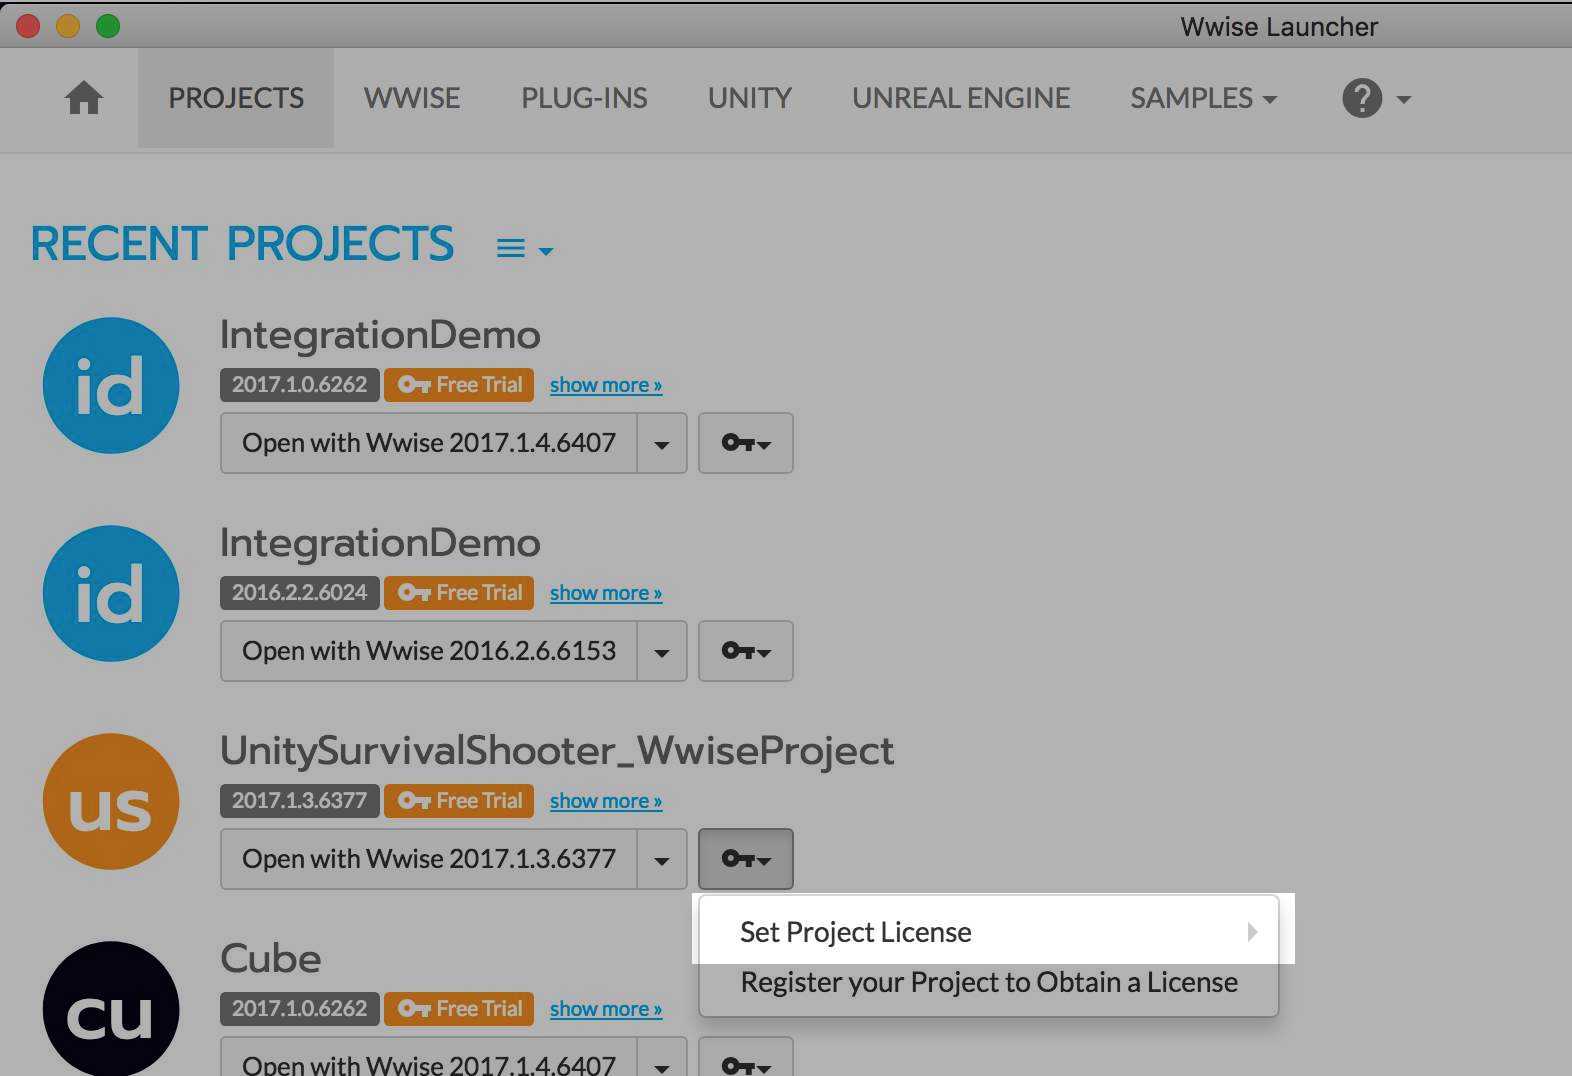 Wwise Launcher
PROJECTS WWISE PLUG-INS UNITY UNREAL ENGINE SAMPLES ?
RECENT PROJECTS
id
IntegrationDemo
2017.1.0.6262 Free Trial show more »
Open with Wwise 2017.1.4.6407
id
IntegrationDemo
2016.2.2.6024 Free Trial show more »
Open with Wwise 2016.2.6.6153
us
UnitySurvivalShooter_WwiseProject
2017.1.3.6377 Free Trial show more »
Open with Wwise 2017.1.3.6377
Set Project License
Register your Project to Obtain a License
cu
Cube
2017.1.0.6262 Free Trial show more »
Open with Wwise 2017.1.4.6407